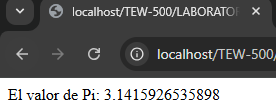 localhost/TEW-500/LABORATOR
localhost/TEW-500/
El valor de Pi: 3.1415926535898